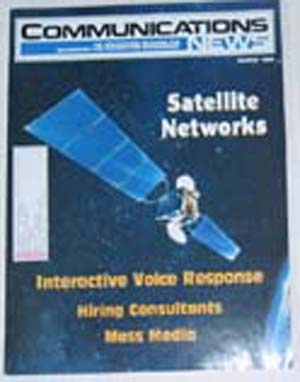 COMMUNICATIONS
NEWS
Satellite
Networks
Interactive Voice Response
Hiring Consultants
Mass Media